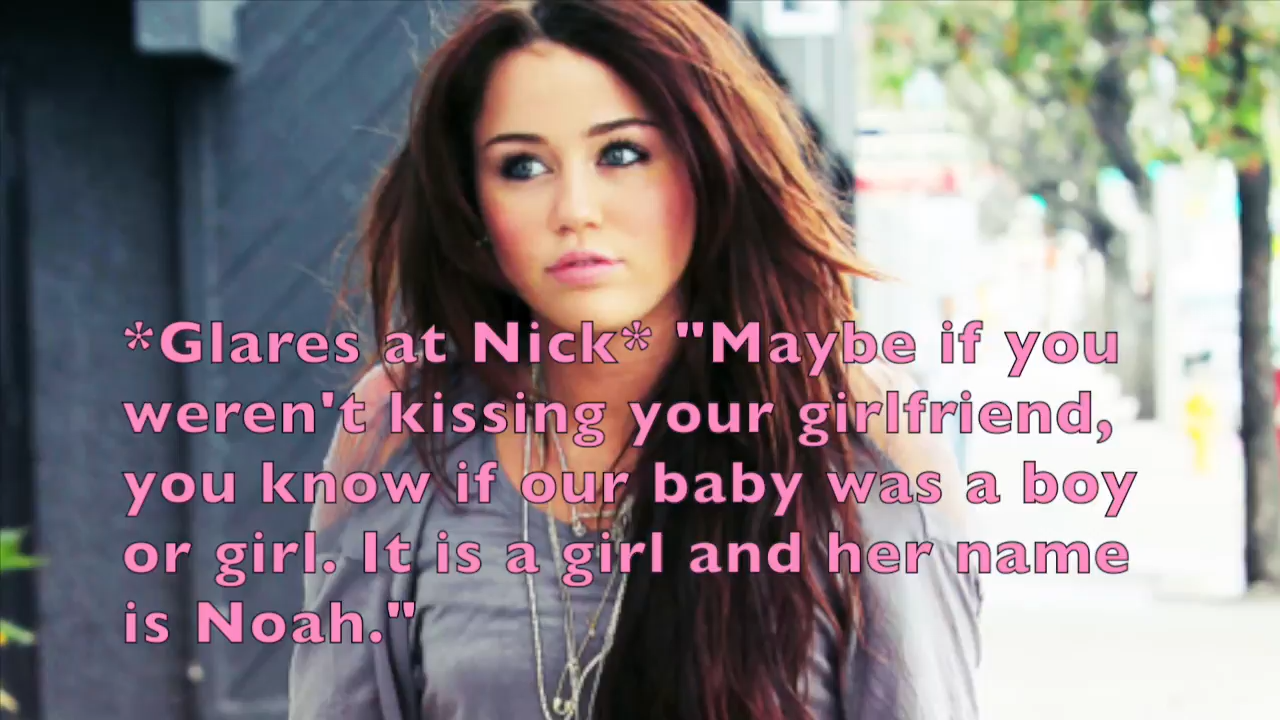 *Glares at Nick* "Maybe if you
weren't kissing your girlfriend,
you know if our baby was a boy
or girl. It is a girl and her name
is Noah."